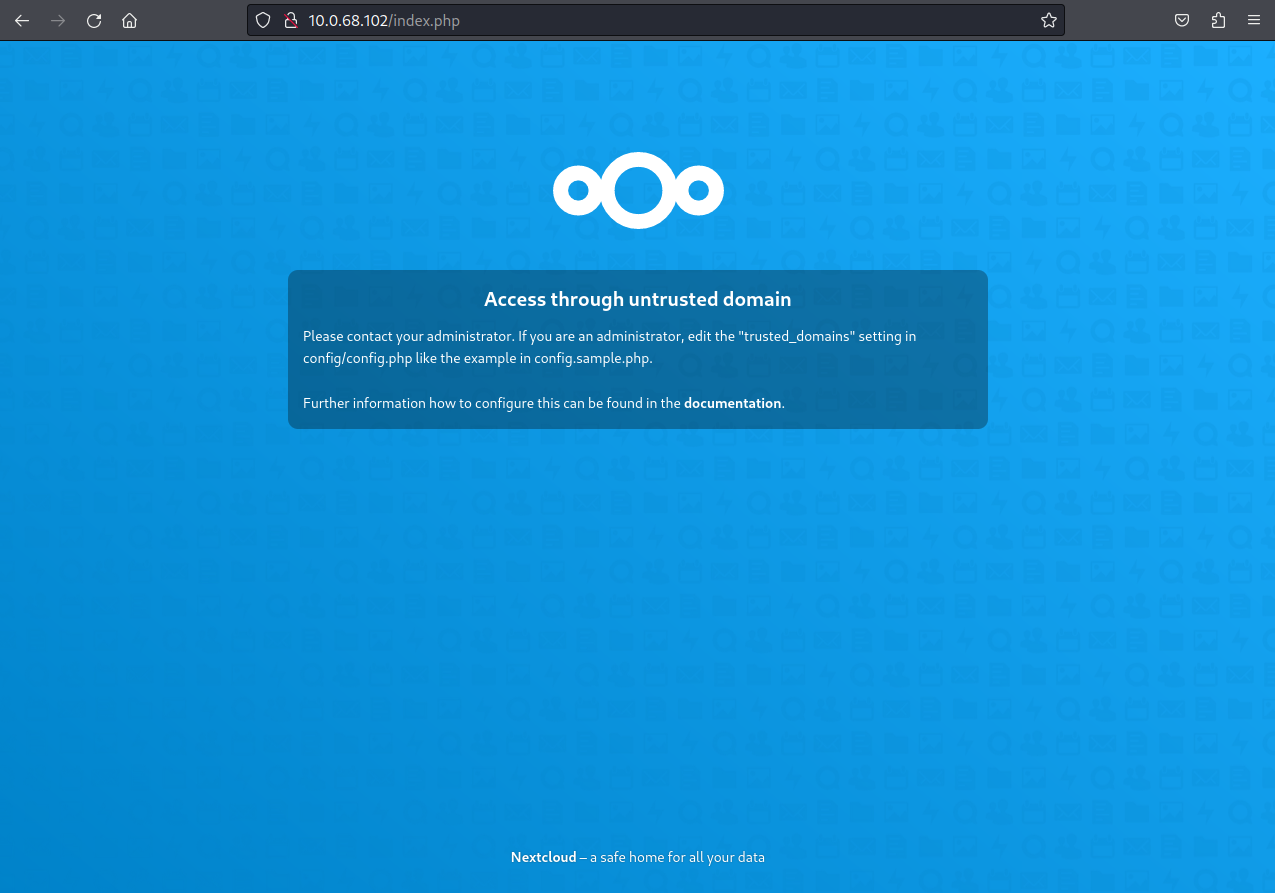 10.0.68.102/index.php
Access through untrusted domain
Please contact your administrator. If you are an administrator, edit the "trusted_domains" setting in
config/config.php like the example in config.sample.php.
Further information how to configure this can be found in the documentation.
Nextcloud – a safe home for all your data